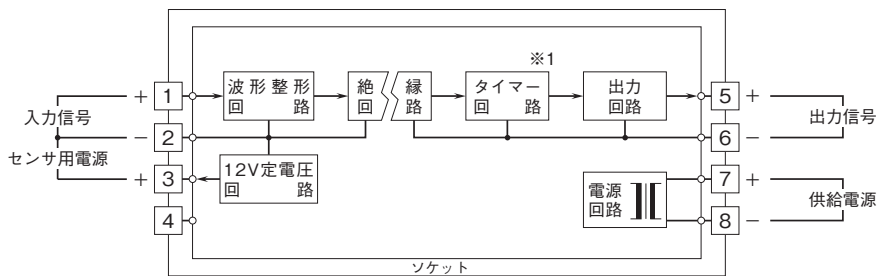 ※1
波形整形
回路
絶縁
回路
タイマー
回路
出力
回路
12V定電圧
回路
電源
回路
入力信号
センサ用電源
+ 1
− 2
+ 3
4
5 +
6 −
7 +
8 −
出力信号
供給電源
ソケット